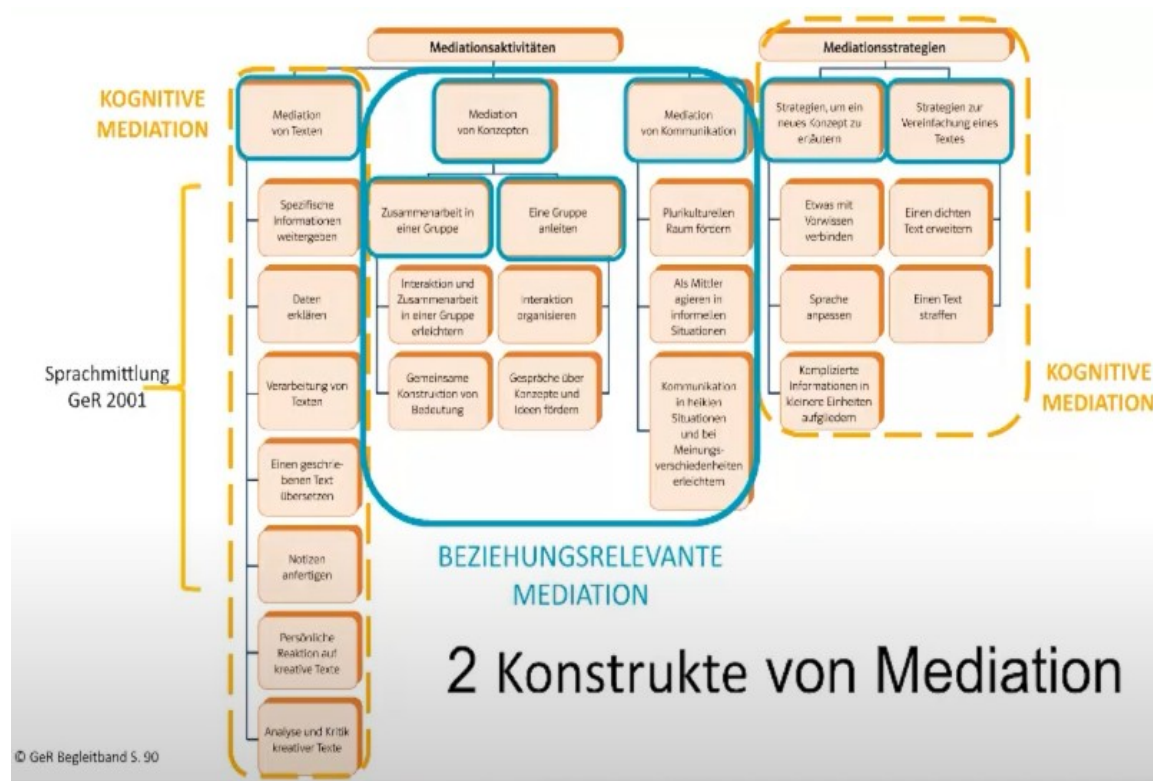 Mediationsaktivitäten
Mediationsstrategien
KOGNITIVE
MEDIATION
Mediation
von Texten
Mediation
von Konzepten
Mediation
von Kommunikation
Strategien, um ein
neues Konzept zu
erläutern
Strategien zur
Vereinfachung eines
Textes
Spezifische
Informationen
weitergeben
Zusammenarbeit in
einer Gruppe
Eine Gruppe
anleiten
Plurikulturellen
Raum fördern
Etwas mit
Vorwissen
verbinden
Einen dichten
Text erweitern
Daten
erklären
Interaktion und
Zusammenarbeit
in einer Gruppe
erleichtern
Interaktion
organisieren
Als Mittler
agieren in
informellen
Situationen
Sprache
anpassen
Einen Text
straffen
Sprachmittlung
GeR 2001
Verarbeitung von
Texten
Gemeinsame
Konstruktion von
Bedeutung
Gespräche über
Konzepte und
Ideen fördern
Kommunikation
in heiklen
Situationen
und bei
Meinungs-
verschiedenheiten
erleichtern
Komplizierte
Informationen in
kleinere Einheiten
aufgliedern
KOGNITIVE
MEDIATION
Einen geschrie-
benen Text
übersetzen
Notizen
anfertigen
BEZIEHUNGSRELEVANTE
MEDIATION
Persönliche
Reaktion auf
kreative Texte
2 Konstrukte von Mediation
Analyse und Kritik
kreativer Texte
© GeR Begleitband S. 90